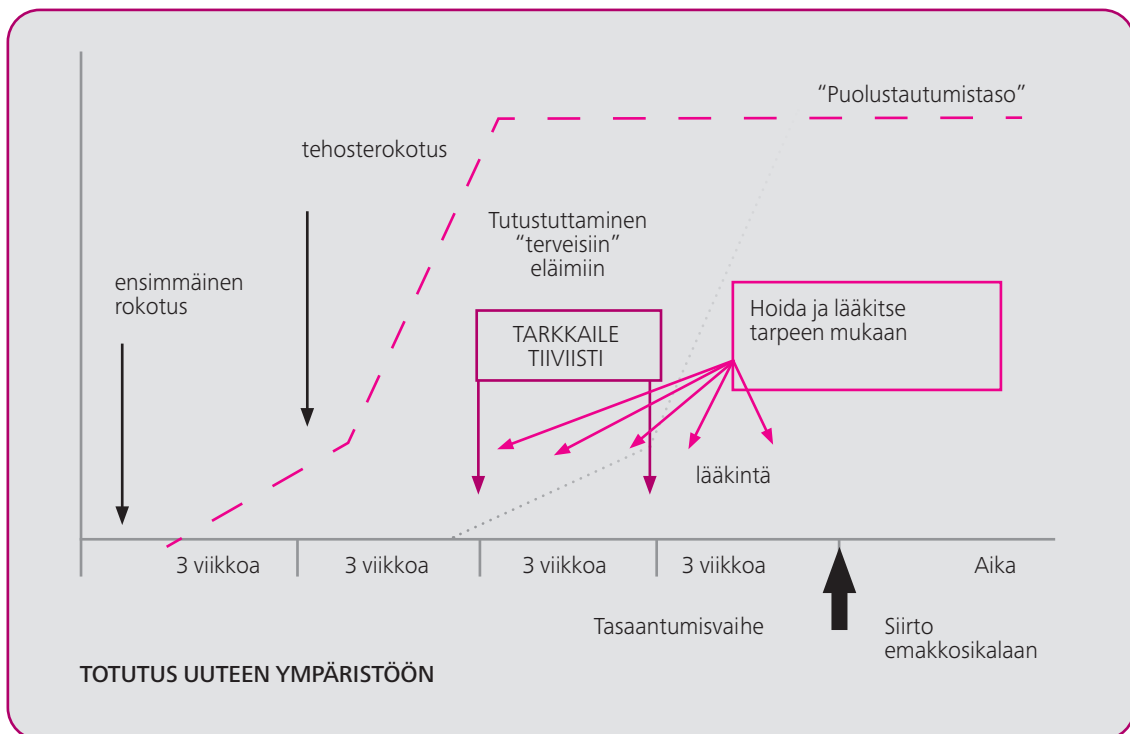 “Puolustautumistaso”
tehosterokotus
Tutustuttaminen
“terveisiin”
eläimiin
ensimmäinen
rokotus
Hoida ja lääkitse
tarpeen mukaan
TARKKAILE
TIIVIISTI
lääkintä
3 viikkoa 3 viikkoa 3 viikkoa 3 viikkoa Aika
Tasaantumisvaihe
Siirto
emakkosikalaan
TOTUTUS UUTEEN YMPÄRISTÖÖN